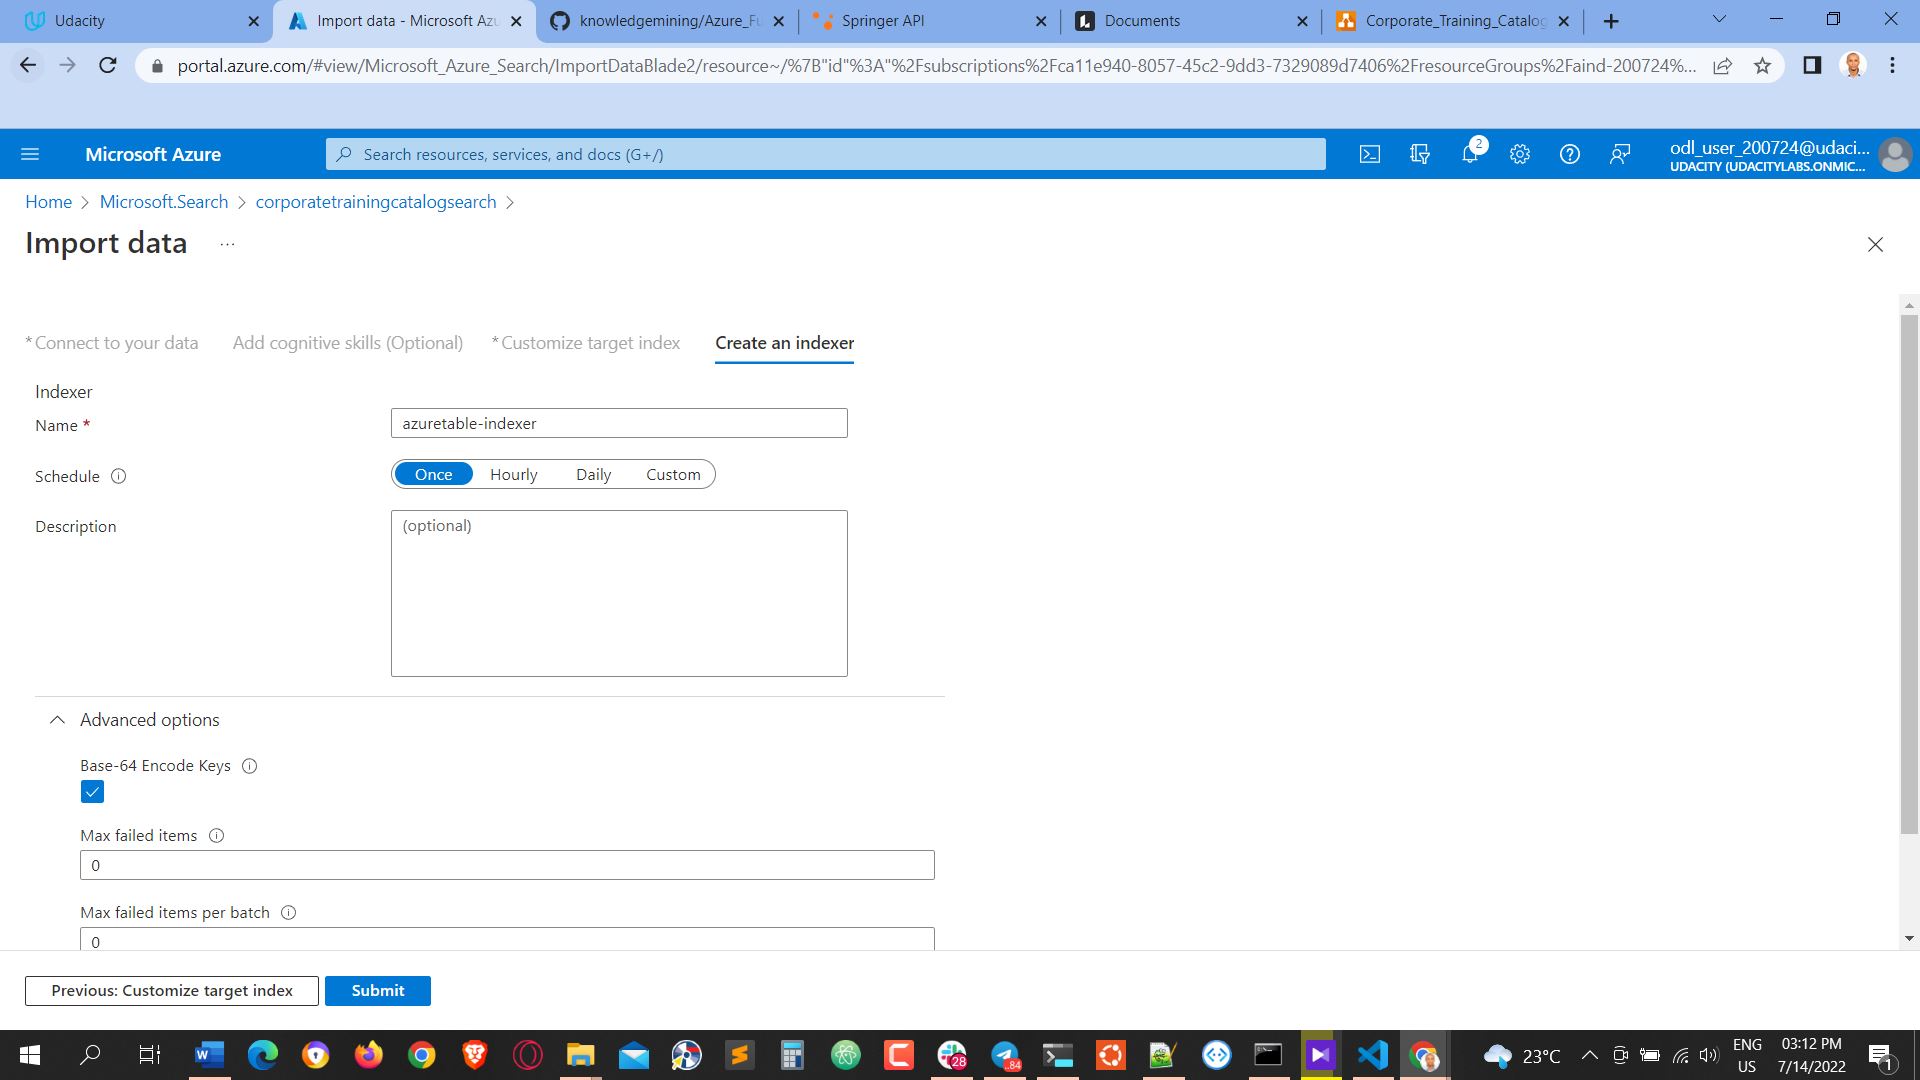 Udacity
Import data - Microsoft Azu
knowledgemining/Azure_Fu
Springer API
Documents
Corporate_Training_Catalog
portal.azure.com/#view/Microsoft_Azure_Search/ImportDataBlade2/resource~/%7B"id"%3A"%2Fsubscriptions%2Fca11e940-8057-45c2-9dd3-7329089d7406%2FresourceGroups%2Faind-200724%...
Microsoft Azure
Search resources, services, and docs (G+/)
2
odl_user_200724@udaci...
UDACITY (UDACITYLABS.ONMIC...
Home > Microsoft.Search > corporatetrainingcatalogsearch >
Import data ...
*Connect to your data
Add cognitive skills (Optional)
*Customize target index
Create an indexer
Indexer
Name *
azuretable-indexer
Schedule
Once
Hourly
Daily
Custom
Description
(optional)
Advanced options
Base-64 Encode Keys
Max failed items
0
Max failed items per batch
0
Previous: Customize target index
Submit
28
84
23°C
ENG
US
03:12 PM
7/14/2022
1